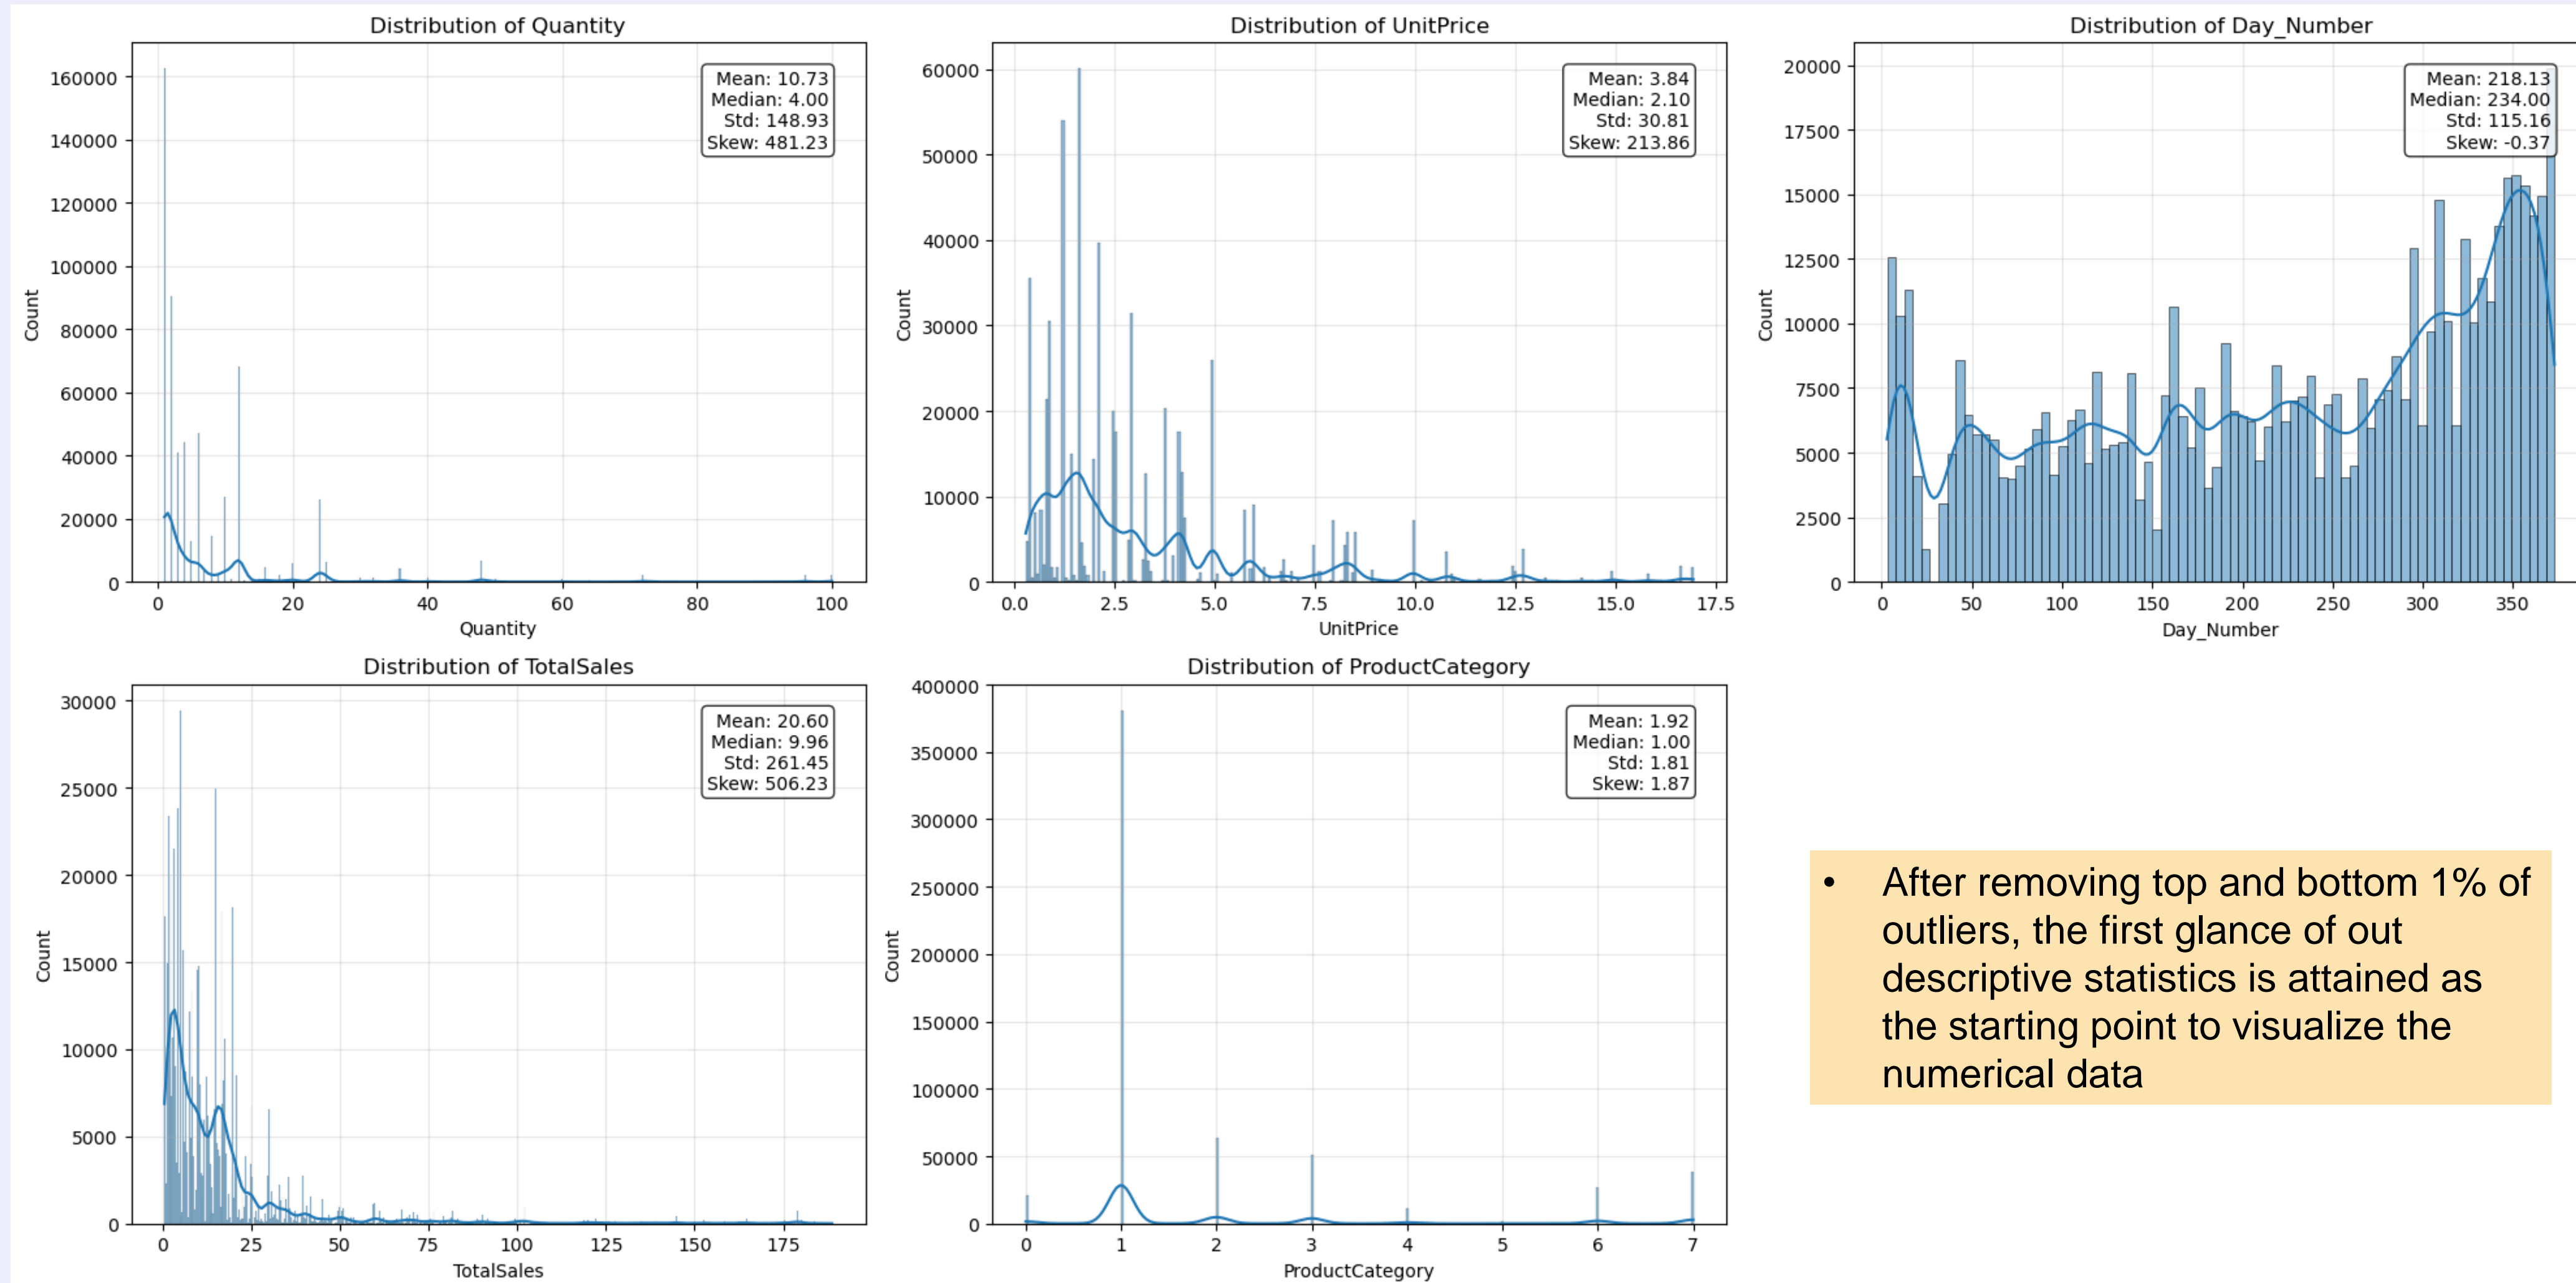 Distribution of Quantity
160000
140000
120000
100000
80000
60000
40000
20000
0
Count
Mean: 10.73
Median: 4.00
Std: 148.93
Skew: 481.23
0 20 40 60 80 100
Quantity
Distribution of UnitPrice
60000
50000
40000
30000
20000
10000
0
Count
Mean: 3.84
Median: 2.10
Std: 30.81
Skew: 213.86
0.0 2.5 5.0 7.5 10.0 12.5 15.0 17.5
UnitPrice
Distribution of Day_Number
20000
17500
15000
12500
10000
7500
5000
2500
0
Count
Mean: 218.13
Median: 234.00
Std: 115.16
Skew: -0.37
0 50 100 150 200 250 300 350
Day_Number
Distribution of TotalSales
30000
25000
20000
15000
10000
5000
0
Count
Mean: 20.60
Median: 9.96
Std: 261.45
Skew: 506.23
0 25 50 75 100 125 150 175
TotalSales
Distribution of ProductCategory
400000
350000
300000
250000
200000
150000
100000
50000
0
Count
Mean: 1.92
Median: 1.00
Std: 1.81
Skew: 1.87
0 1 2 3 4 5 6 7
ProductCategory
• After removing top and bottom 1% of
outliers, the first glance of out
descriptive statistics is attained as
the starting point to visualize the
numerical data